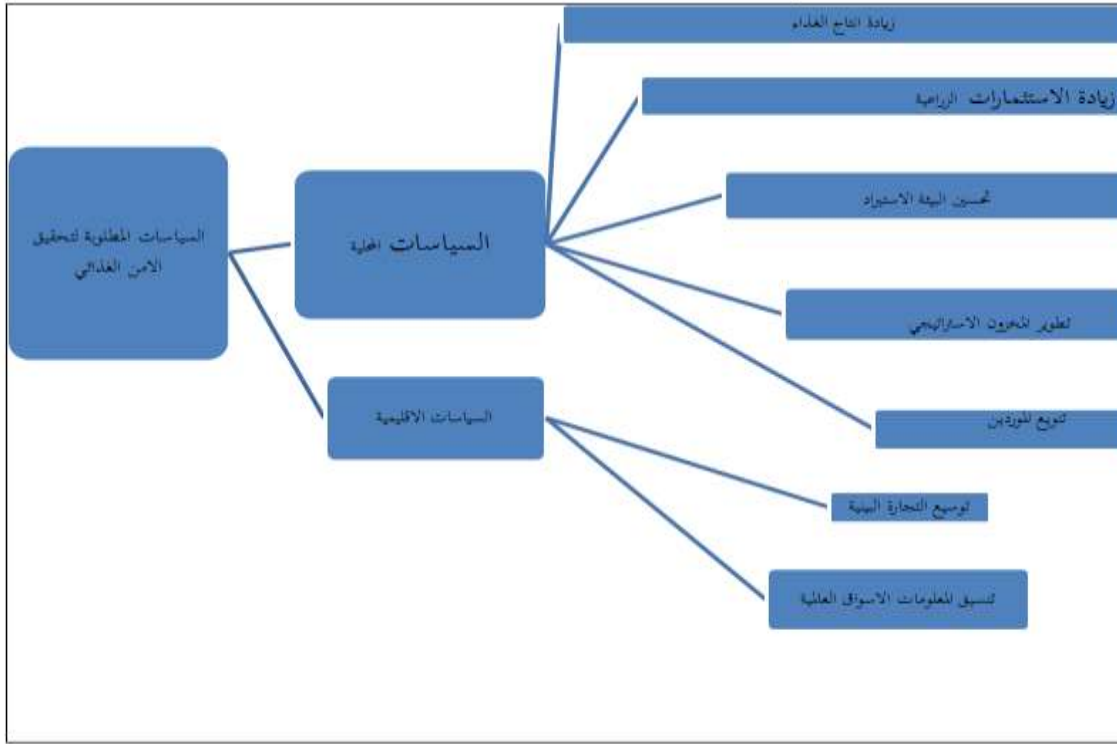 السياسات المطلوبة لتحقيق
الامن الغذائي
السياسات المحلية
زيادة انتاج الغذاء
زيادة الاستثمارات الزراعية
تحسين البيئة الاستيراد
تطوير المخزون الاستراتيجي
تنويع الموردين
السياسات الاقليمية
توسيع التجارة البينية
تنسيق المعلومات الاسواق العالمية